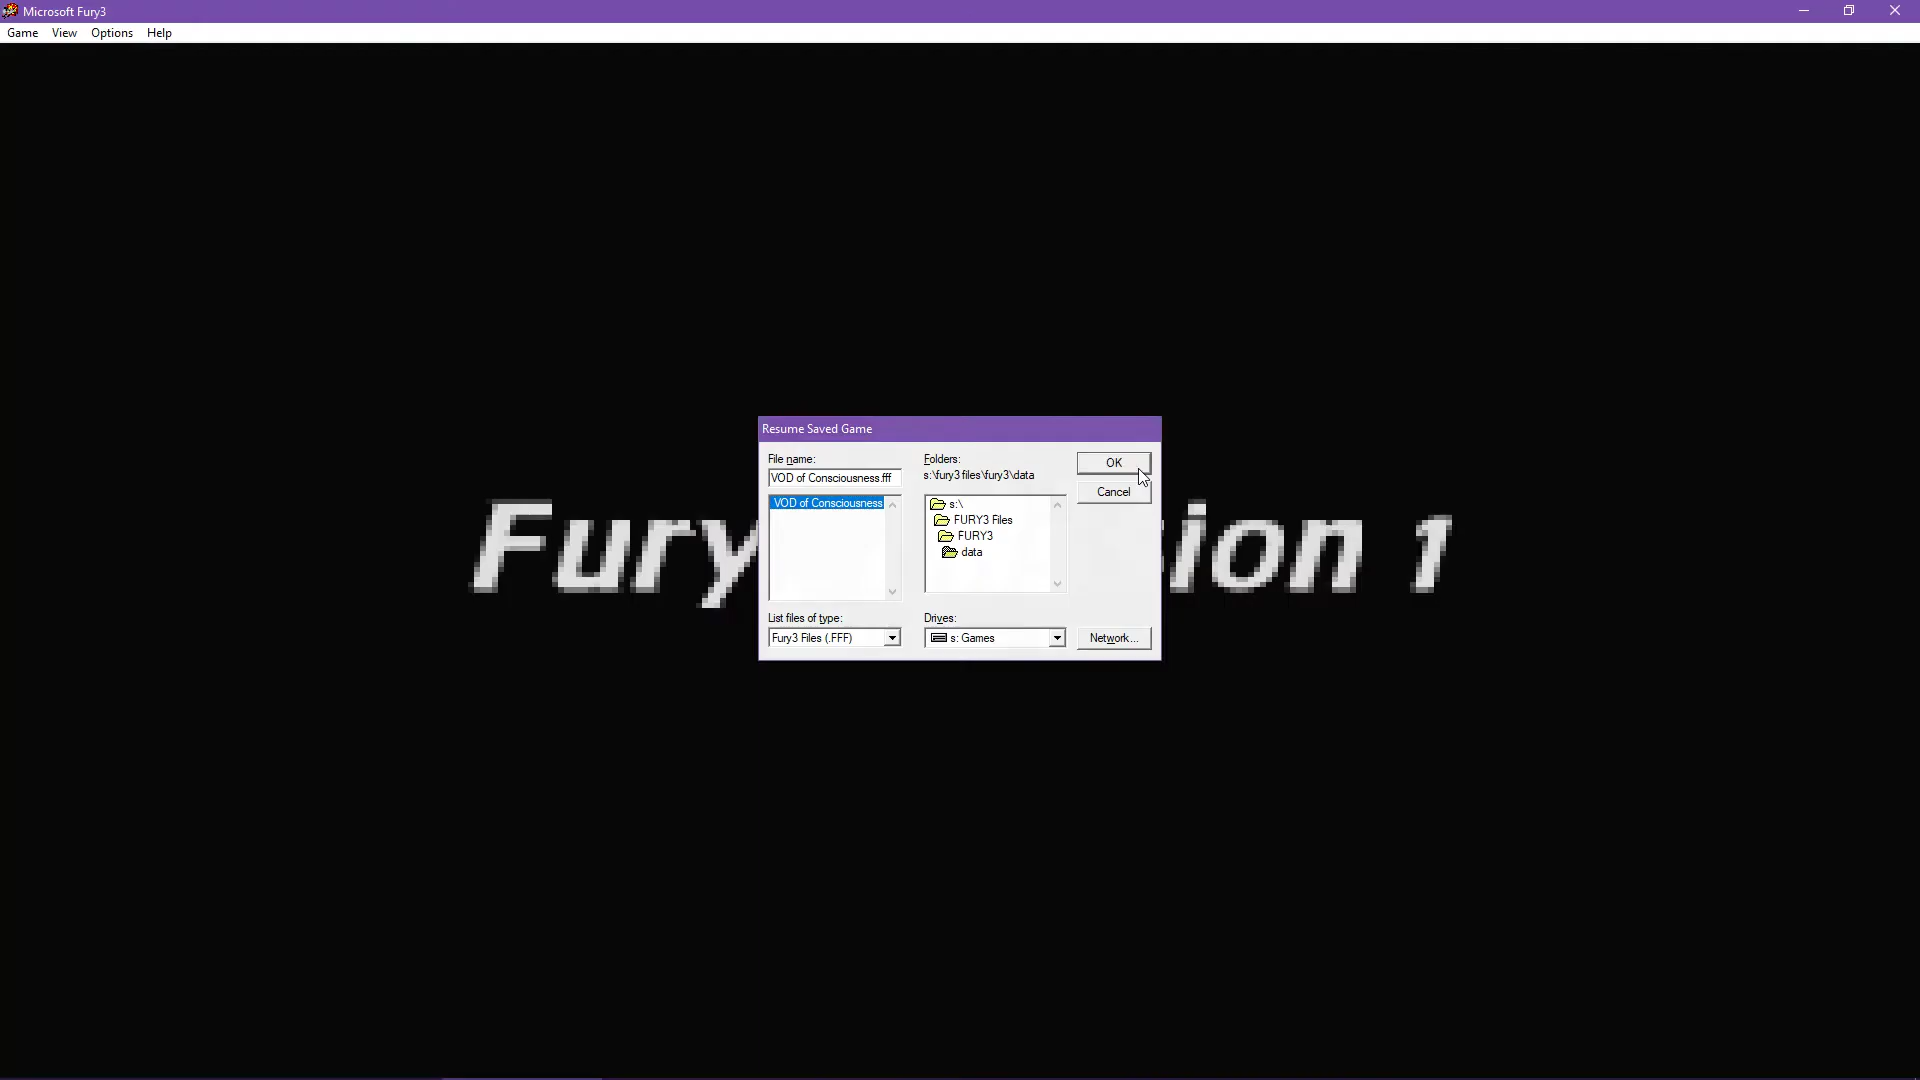 Microsoft Fury3
Game View Options Help
Resume Saved Game
File name:
VOD of Consciousness.fff
VOD of Consciousness
Folders:
s:\fury3 files\fury3\data
s:\
FURY3 Files
FURY3
data
OK
Cancel
Fury
ion 1
List files of type:
Fury3 Files (.FFF)
Drives:
s: Games
Network...